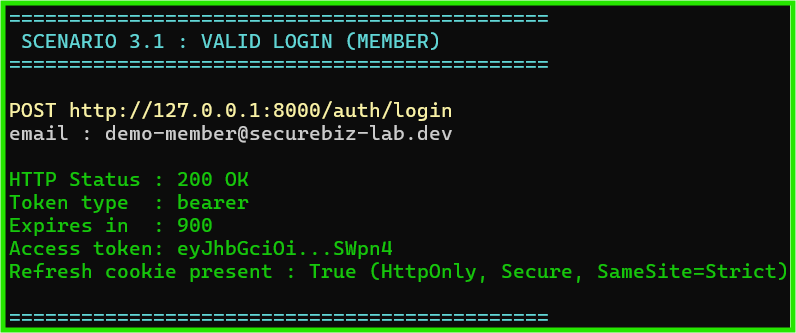 =============================================
SCENARIO 3.1 : VALID LOGIN (MEMBER)
=============================================
POST http://127.0.0.1:8000/auth/login
email : demo-member@securebiz-lab.dev
HTTP Status : 200 OK
Token type  : bearer
Expires in  : 900
Access token: eyJhbGciOi...SWpn4
Refresh cookie present : True (HttpOnly, Secure, SameSite=Strict)
=============================================